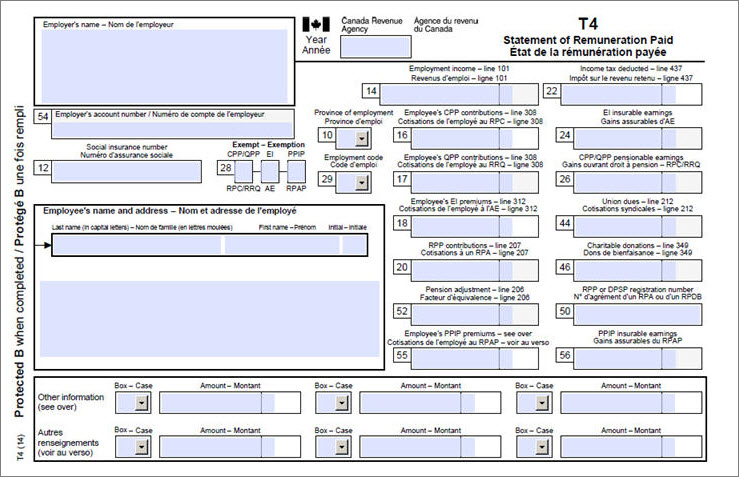 Employer's name – Nom de l'employeur
Canada Revenue Agency
Agence du revenu du Canada
Year
Année
T4
Statement of Remuneration Paid
État de la rémunération payée
Employment income – line 101
Revenus d'emploi – ligne 101
14
Income tax deducted – line 437
Impôt sur le revenu retenu – ligne 437
22
54
Employer's account number / Numéro de compte de l'employeur
Province of employment
Province d'emploi
10
Employee's CPP contributions – line 308
Cotisations de l'employé au RPC – ligne 308
16
EI insurable earnings
Gains assurables d'AE
24
Social insurance number
Numéro d'assurance sociale
12
Exempt – Exemption
CPP/QPP EI PPIP
28
RPC/RRQ AE RPAP
Employment code
Code d'emploi
29
Employee's QPP contributions – line 308
Cotisations de l'employé au RRQ – ligne 308
17
CPP/QPP pensionable earnings
Gains ouvrant droit à pension – RPC/RRQ
26
Employee's name and address – Nom et adresse de l'employé
Last name (in capital letters) – Nom de famille (en lettres moulées)
First name – Prénom
Initial – Initiale
Employee's EI premiums – line 312
Cotisations de l'employé à l'AE – ligne 312
18
Union dues – line 212
Cotisations syndicales – ligne 212
44
RPP contributions – line 207
Cotisations à un RPA – ligne 207
20
Charitable donations – line 349
Dons de bienfaisance – ligne 349
46
Pension adjustment – line 206
Facteur d'équivalence – ligne 206
52
RPP or DPSP registration number
N° d'agrément d'un RPA ou d'un RPDB
50
Employee's PPIP premiums – see over
Cotisations de l'employé au RPAP – voir au verso
55
PPIP insurable earnings
Gains assurables du RPAP
56
Other information
(see over)
Box – Case Amount – Montant Box – Case Amount – Montant Box – Case Amount – Montant
Autres
renseignements
(voir au verso)
Box – Case Amount – Montant Box – Case Amount – Montant Box – Case Amount – Montant
Protected B when completed / Protégé B une fois rempli
T4 (14)